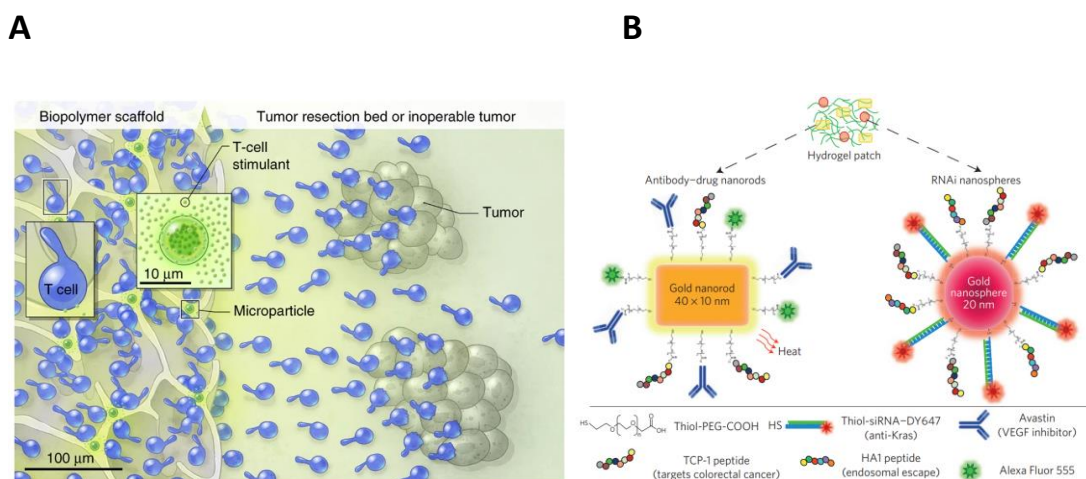 A
B
Biopolymer scaffold
Tumor resection bed or inoperable tumor
T-cell
stimulant
Tumor
10 μm
T cell
Microparticle
100 μm
Hydrogel patch
Antibody–drug nanorods
RNAi nanospheres
Gold nanorod
40 × 10 nm
Heat
Gold
nanosphere
20 nm
HS
O
O
n
O
OH
Thiol-PEG-COOH
HS
Thiol-siRNA–DY647
(anti-Kras)
Avastin
(VEGF inhibitor)
TCP-1 peptide
(targets colorectal cancer)
HA1 peptide
(endosomal escape)
Alexa Fluor 555